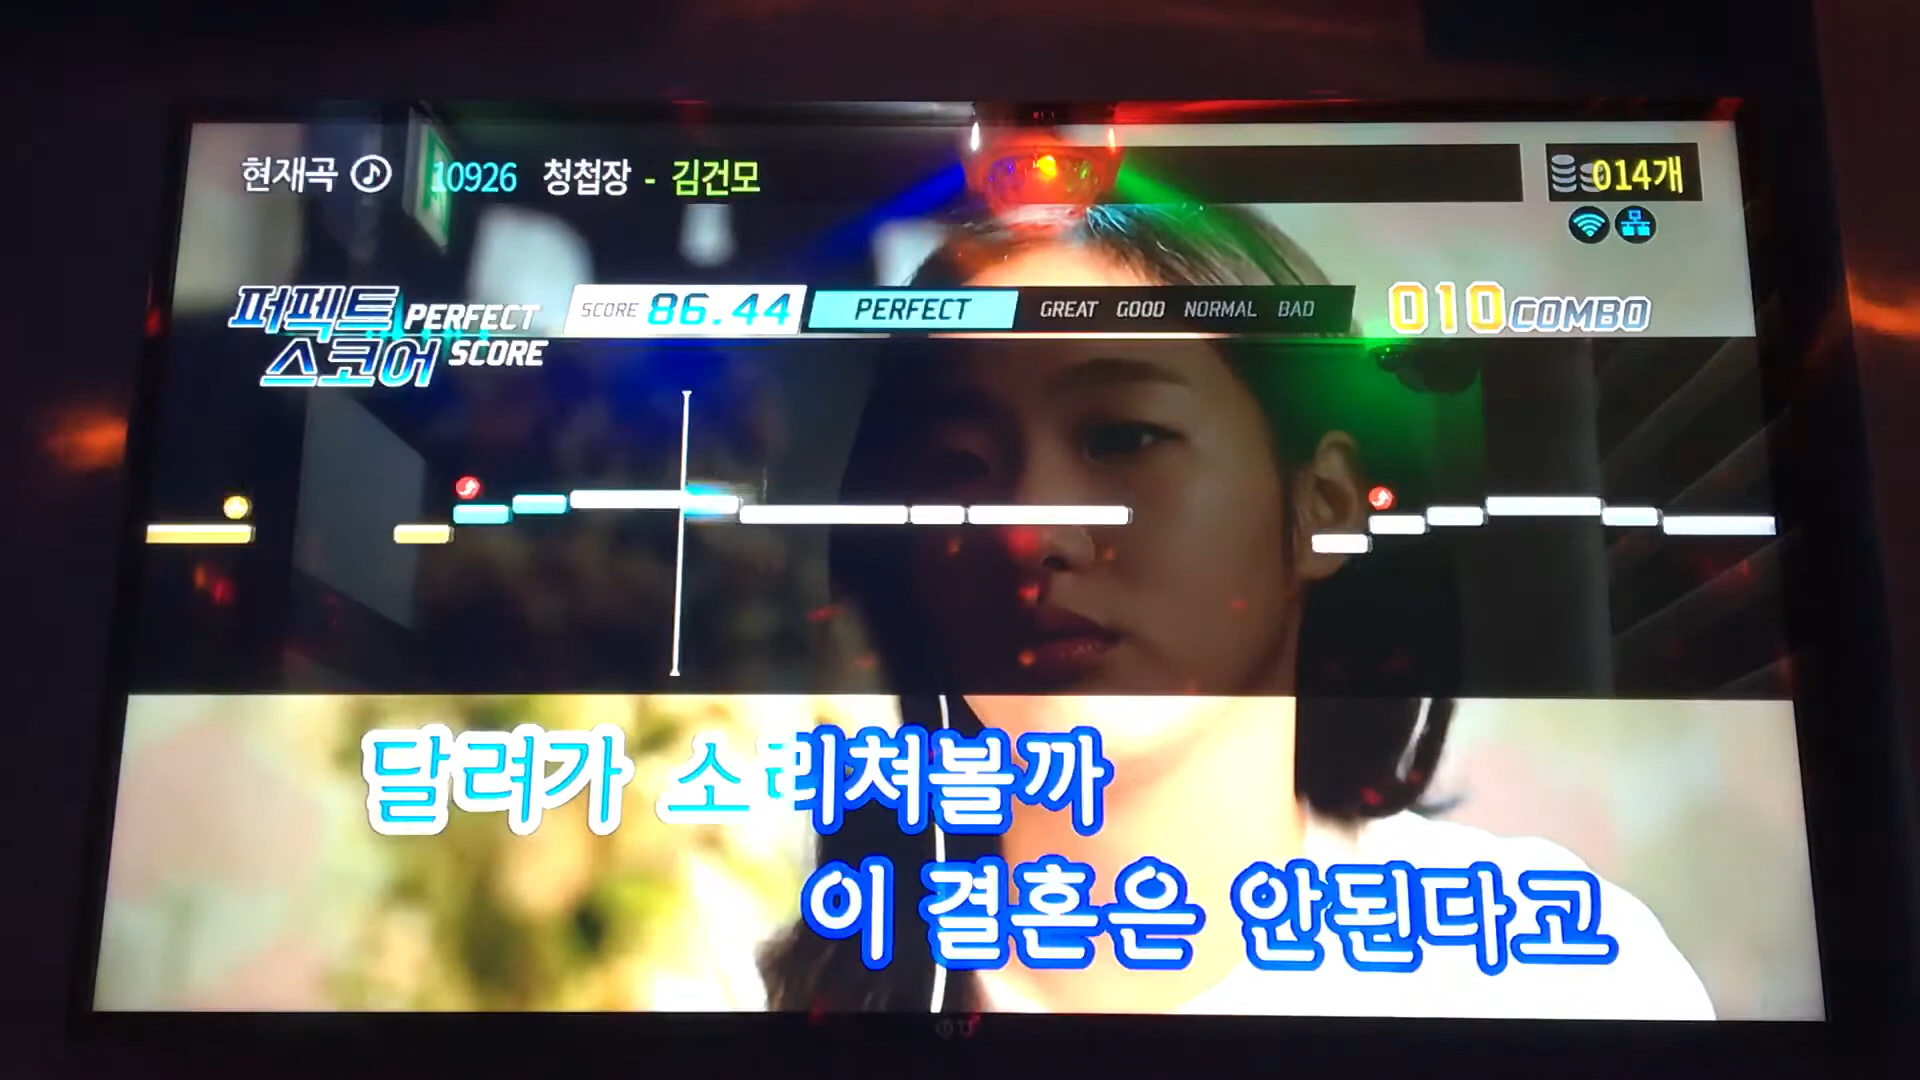 현재곡 10926 청첩장 - 김건모
014개
퍼펙트 스코어
PERFECT SCORE
SCORE 86.44 PERFECT GREAT GOOD NORMAL BAD
010 COMBO
달려가 소리쳐볼까
이 결혼은 안된다고